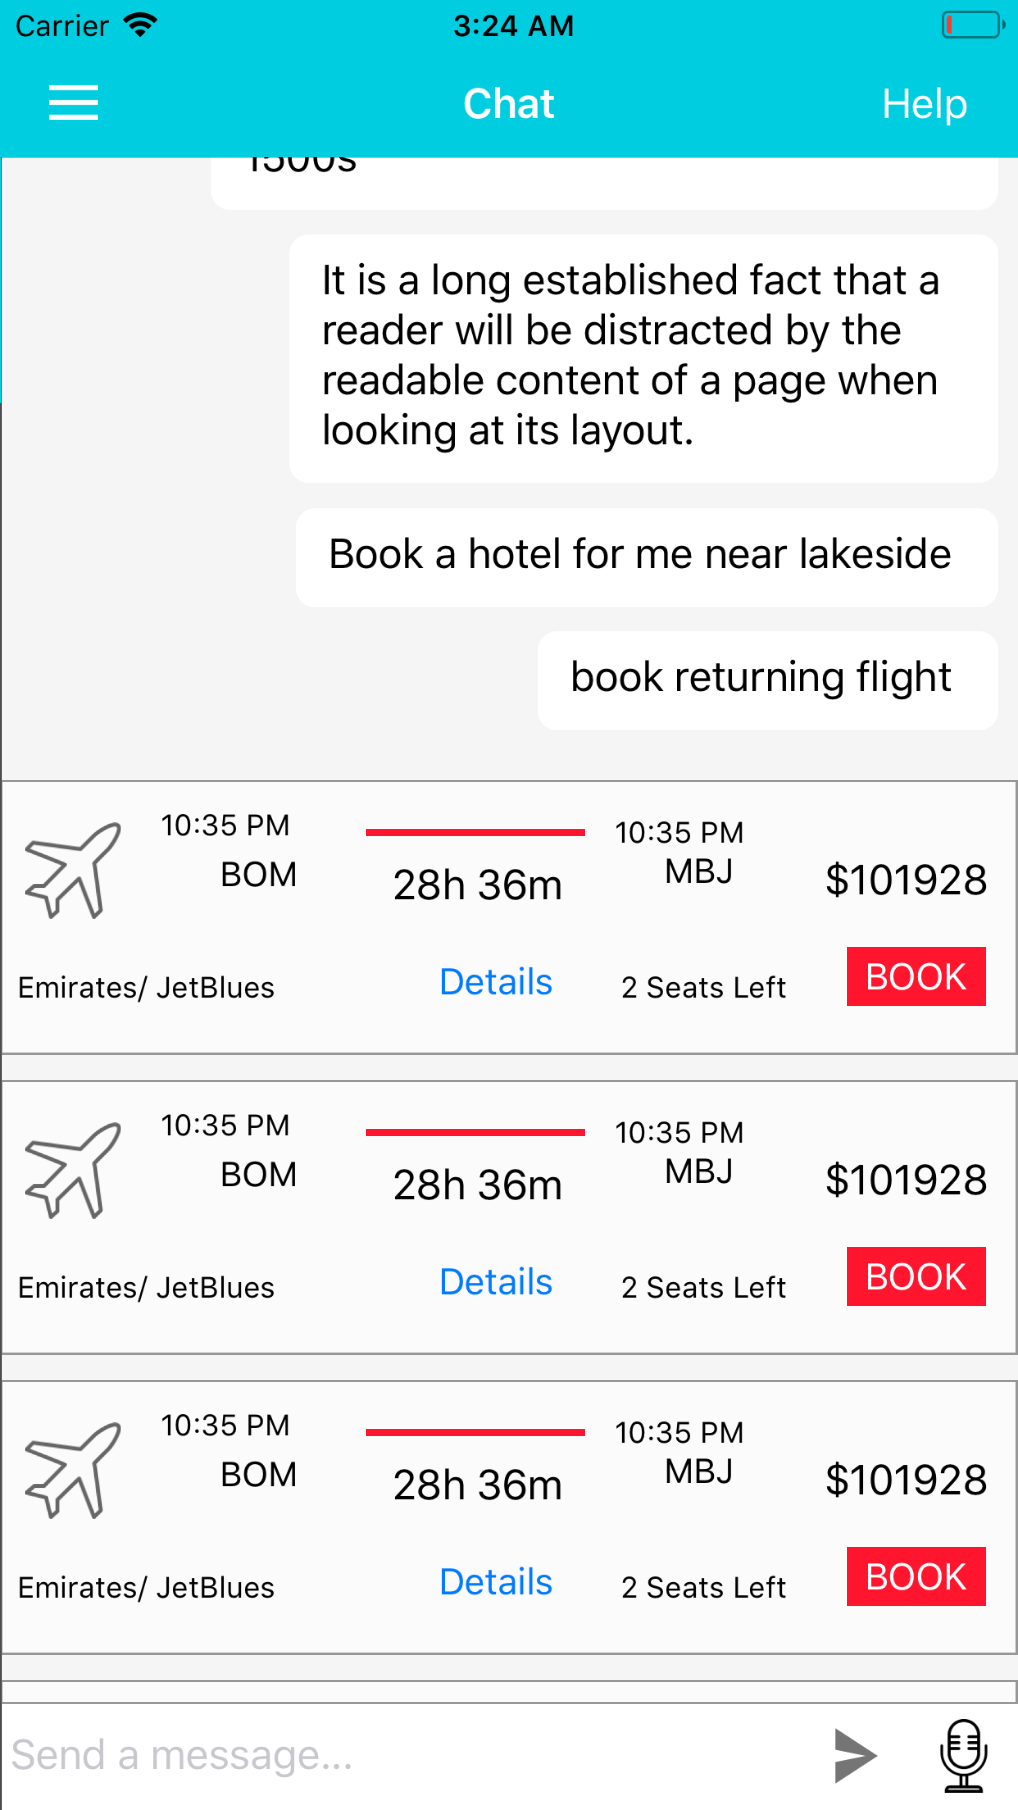 Carrier 3:24 AM
Chat Help
1500s
It is a long established fact that a
reader will be distracted by the
readable content of a page when
looking at its layout.
Book a hotel for me near lakeside
book returning flight
10:35 PM 10:35 PM
BOM 28h 36m MBJ $101928
Emirates/ JetBlues Details 2 Seats Left BOOK
10:35 PM 10:35 PM
BOM 28h 36m MBJ $101928
Emirates/ JetBlues Details 2 Seats Left BOOK
10:35 PM 10:35 PM
BOM 28h 36m MBJ $101928
Emirates/ JetBlues Details 2 Seats Left BOOK
Send a message...